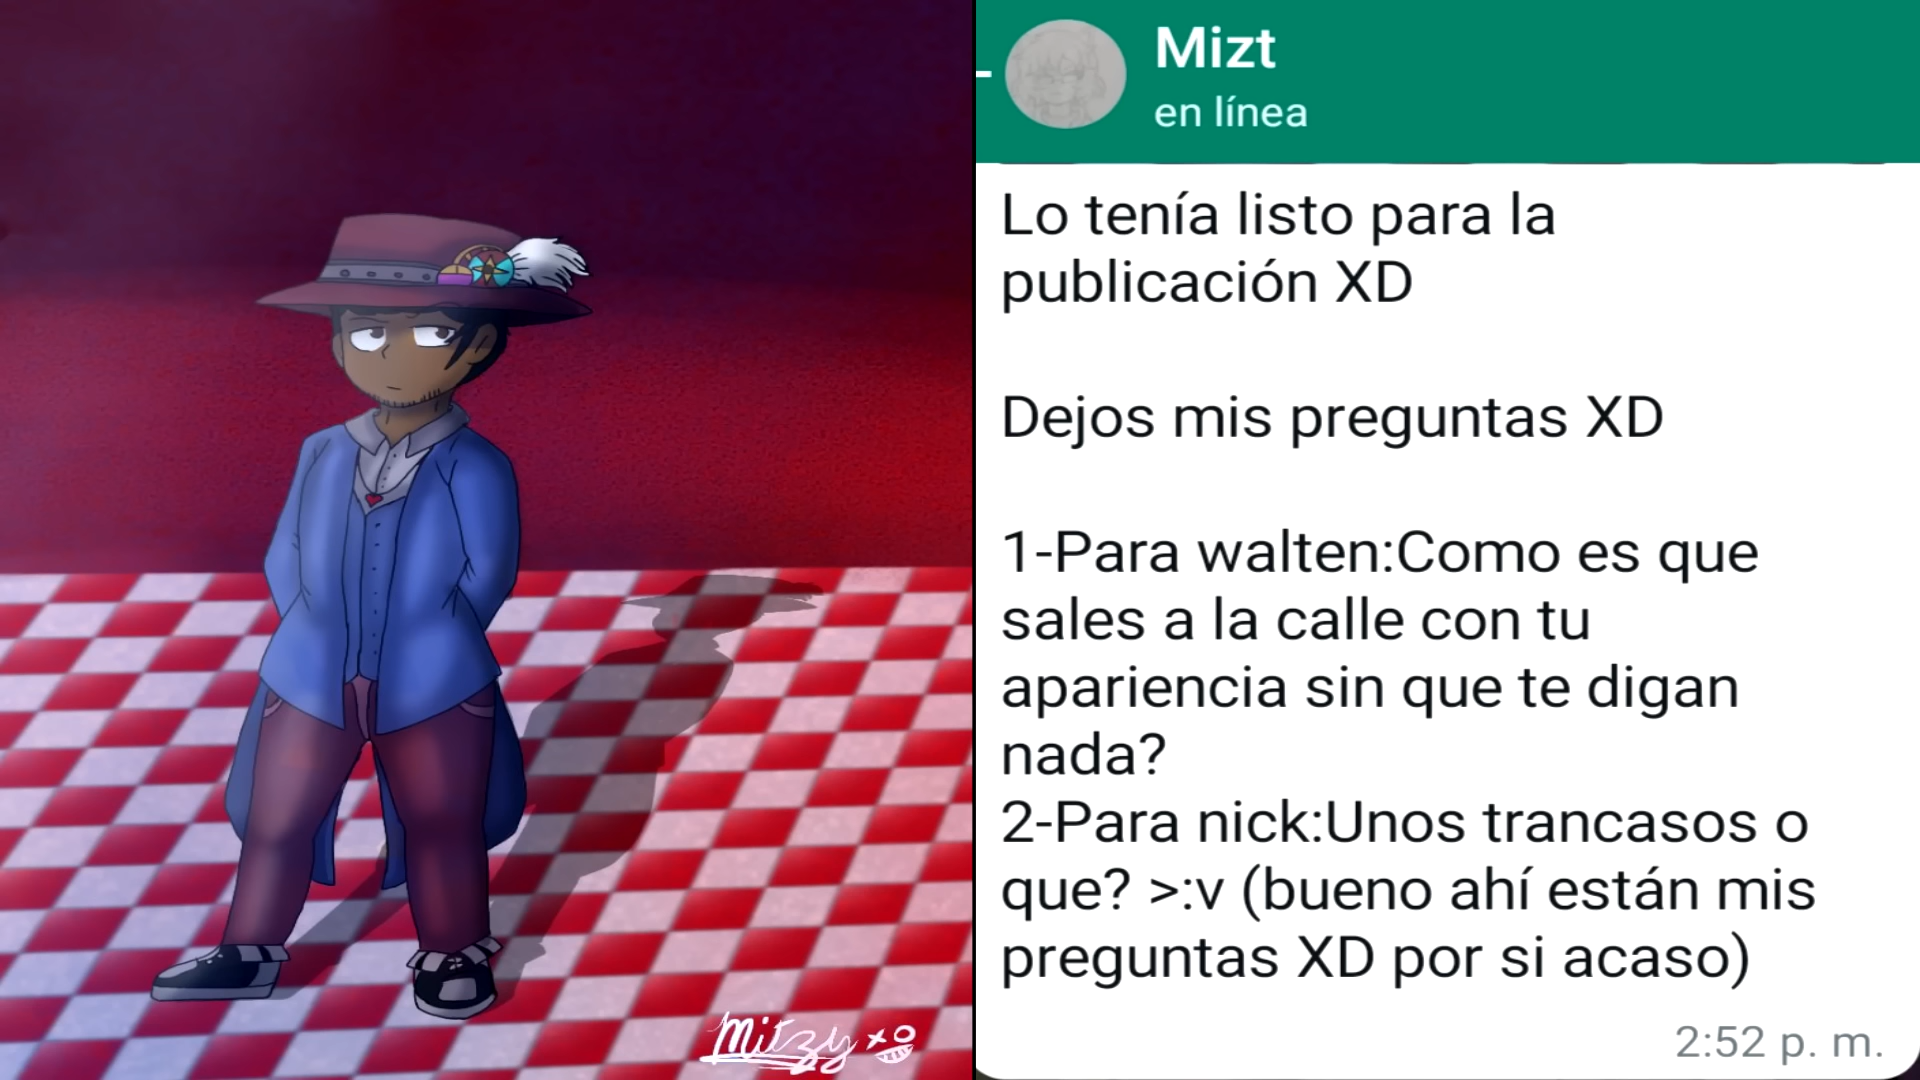 Mizt
en línea
Lo tenía listo para la
publicación XD
Dejos mis preguntas XD
1-Para walten:Como es que
sales a la calle con tu
apariencia sin que te digan
nada?
2-Para nick:Unos trancasos o
que? >:v (bueno ahí están mis
preguntas XD por si acaso)
2:52 p. m.
Mitzy